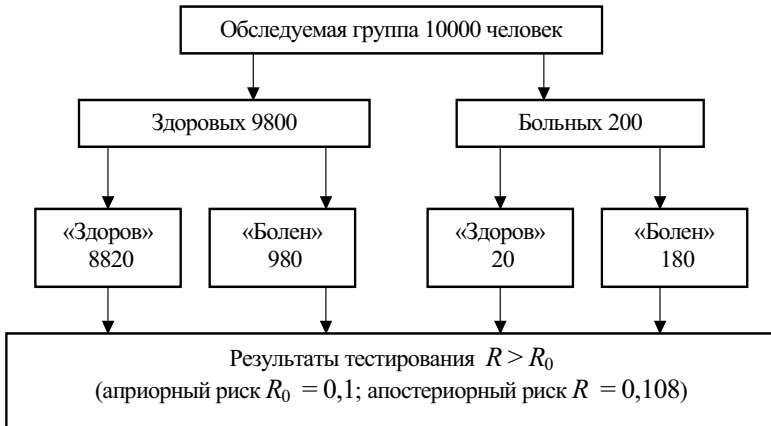 Обследуемая группа 10000 человек
Здоровых 9800
Больных 200
«Здоров»
8820
«Болен»
980
«Здоров»
20
«Болен»
180
Результаты тестирования R > R₀
(априорный риск R₀ = 0,1; апостериорный риск R = 0,108)